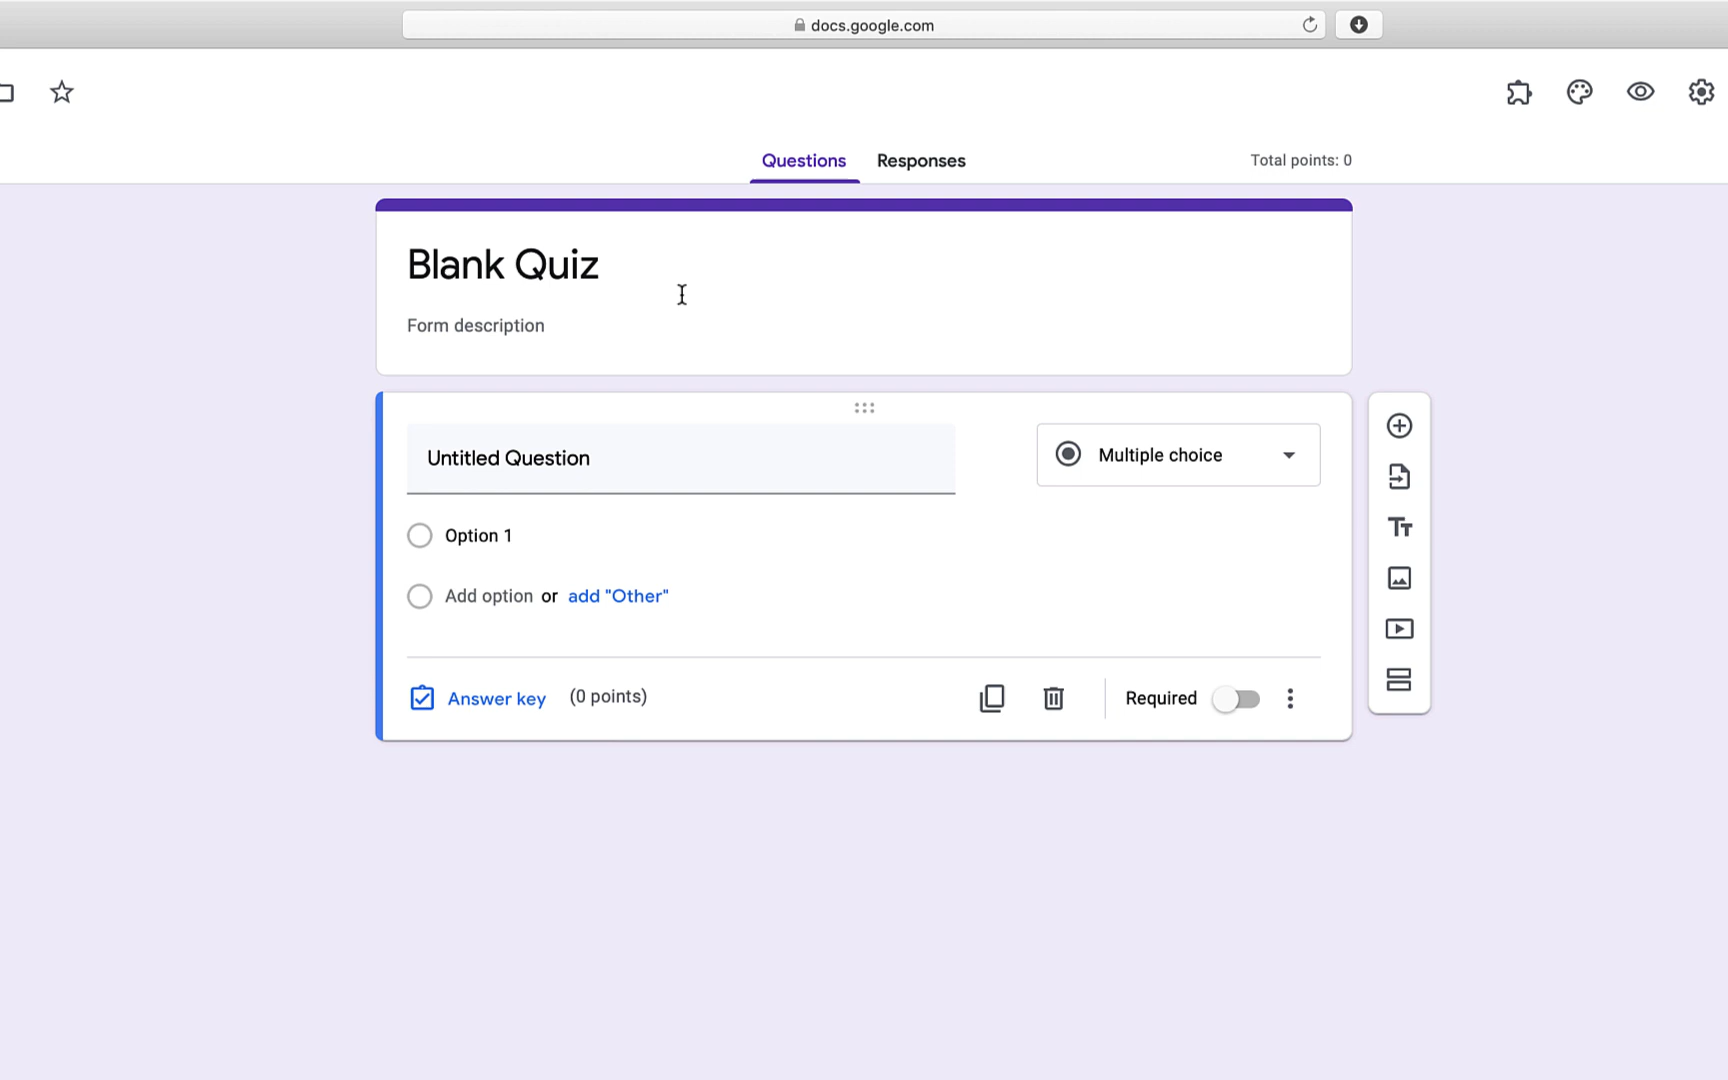 docs.google.com
Questions
Responses
Total points: 0
Blank Quiz
Form description
Untitled Question
Multiple choice
Option 1
Add option or add "Other"
Answer key (0 points)
Required